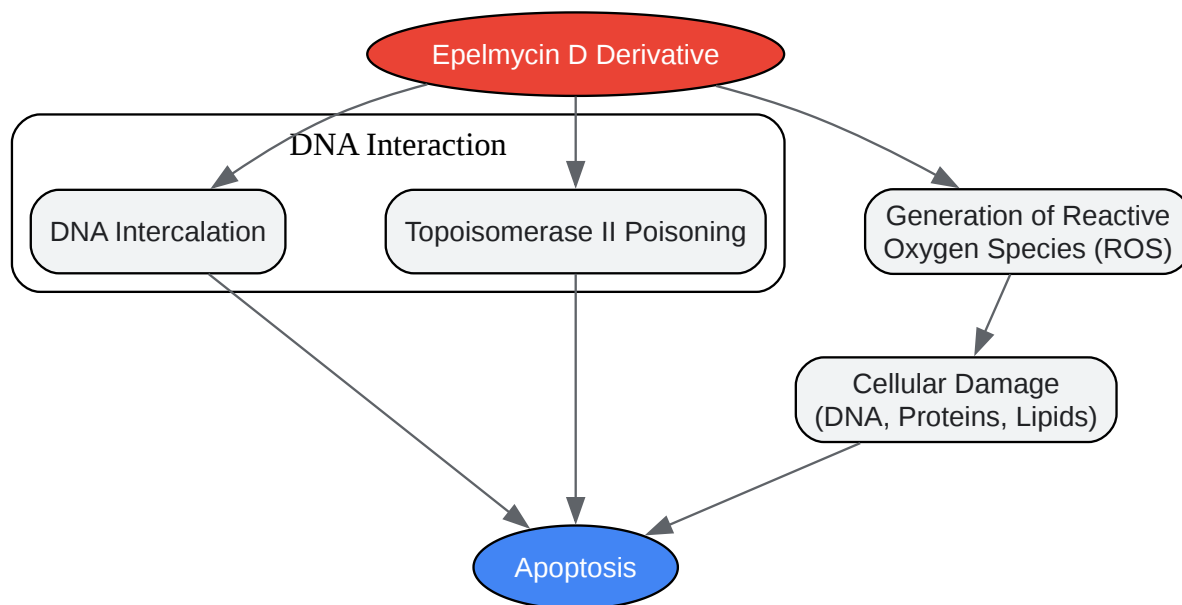 Epelmycin D Derivative
DNA Interaction
DNA Intercalation
Topoisomerase II Poisoning
Generation of Reactive
Oxygen Species (ROS)
Cellular Damage
(DNA, Proteins, Lipids)
Apoptosis